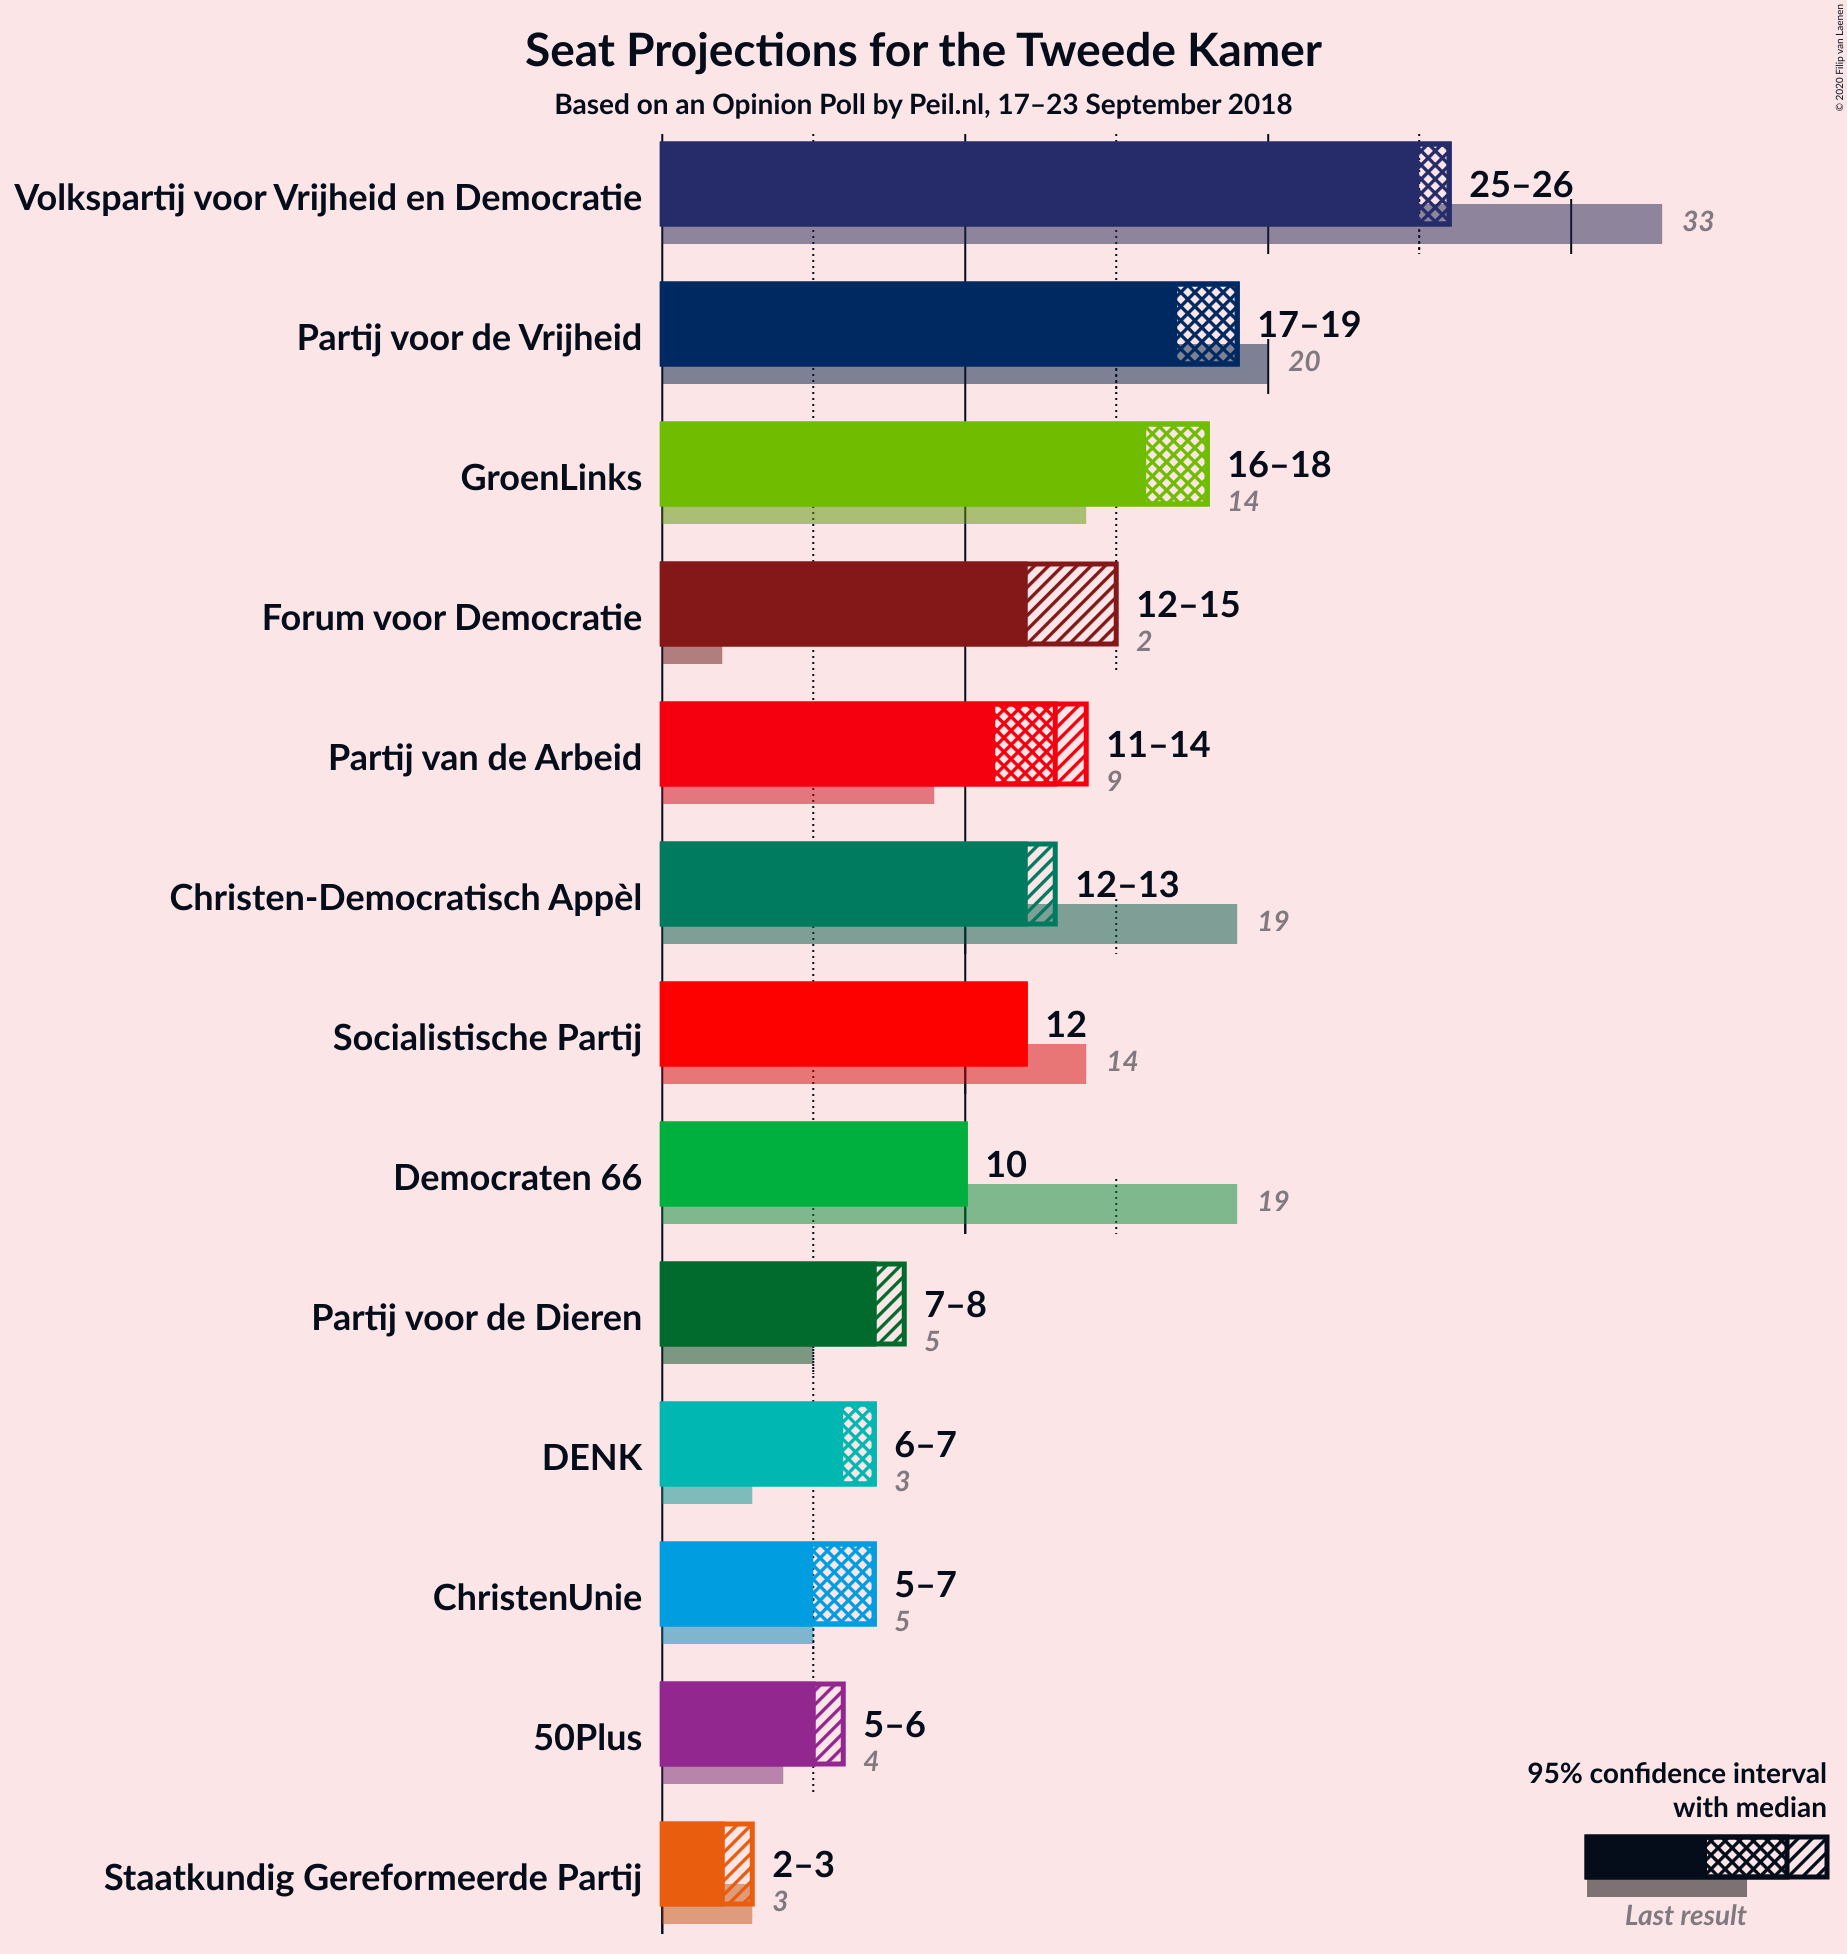 Seat Projections for the Tweede Kamer
Based on an Opinion Poll by Peil.nl, 17–23 September 2018
© 2020 Filip van Laenen
Volkspartij voor Vrijheid en Democratie
25–26
33
Partij voor de Vrijheid
17–19
20
GroenLinks
16–18
14
Forum voor Democratie
12–15
2
Partij van de Arbeid
11–14
9
Christen-Democratisch Appèl
12–13
19
Socialistische Partij
12
14
Democraten 66
10
19
Partij voor de Dieren
7–8
5
DENK
6–7
3
ChristenUnie
5–7
5
50Plus
5–6
4
Staatkundig Gereformeerde Partij
2–3
3
95% confidence interval
with median
Last result